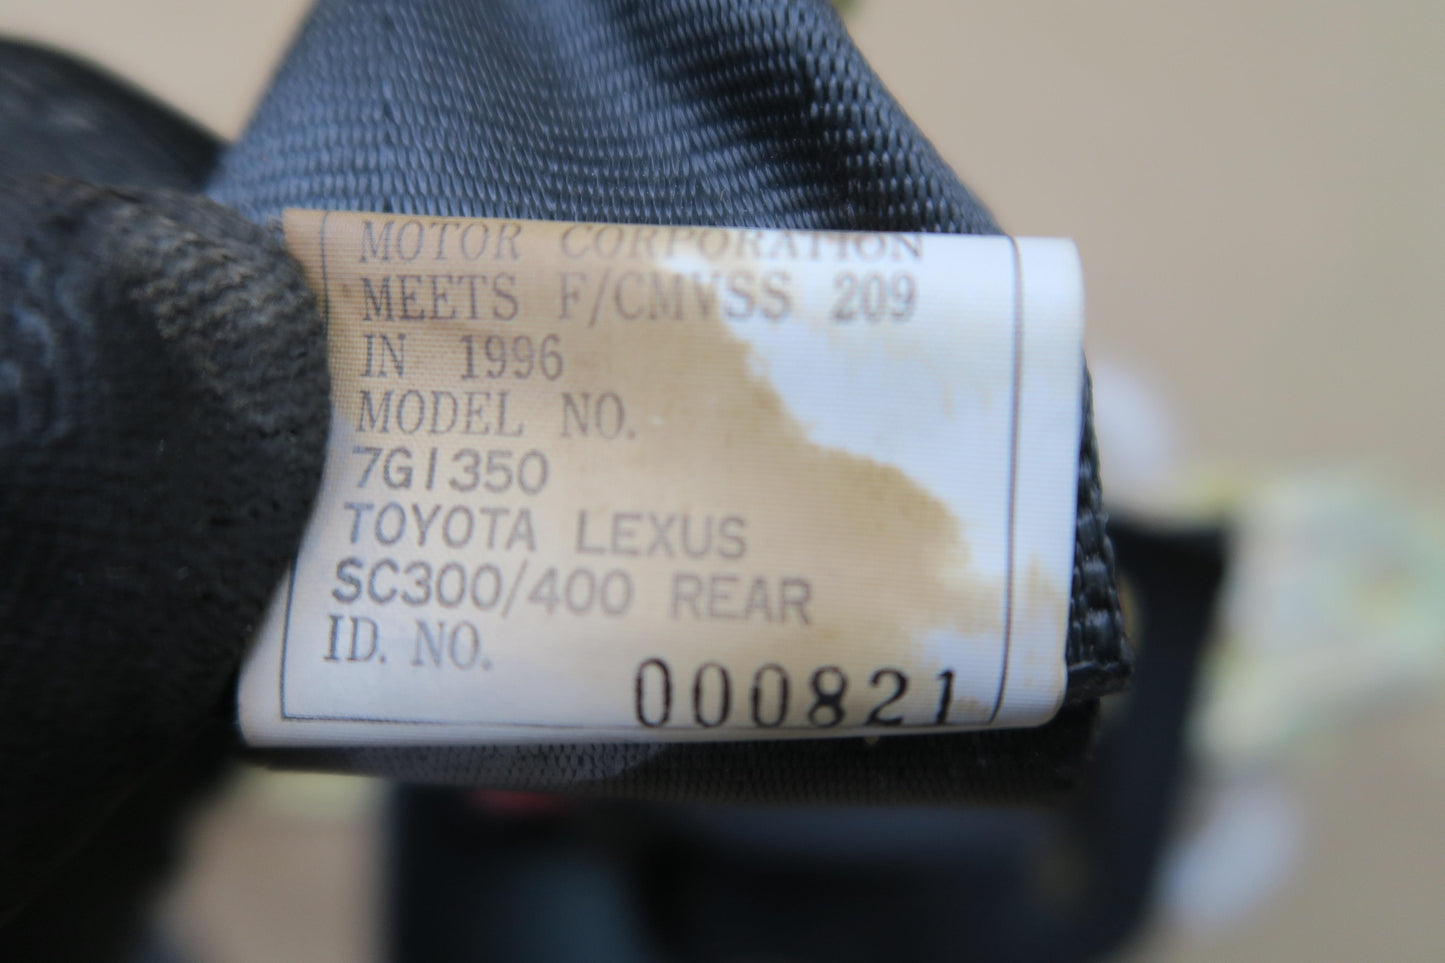 MOTOR CORPORATION
MEETS F/CMVSS 209
IN 1996
MODEL NO.
7G1350
TOYOTA LEXUS
SC300/400 REAR
ID. NO.
000821